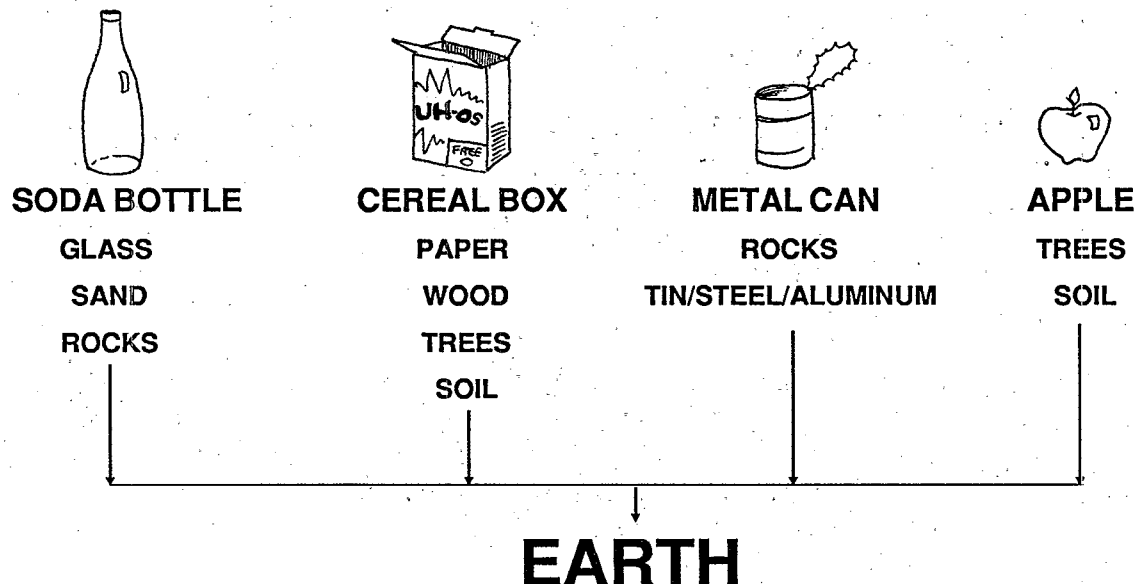 UH-OS
FREE
SODA BOTTLE
GLASS
SAND
ROCKS
CEREAL BOX
PAPER
WOOD
TREES
SOIL
METAL CAN
ROCKS
TIN/STEEL/ALUMINUM
APPLE
TREES
SOIL
EARTH